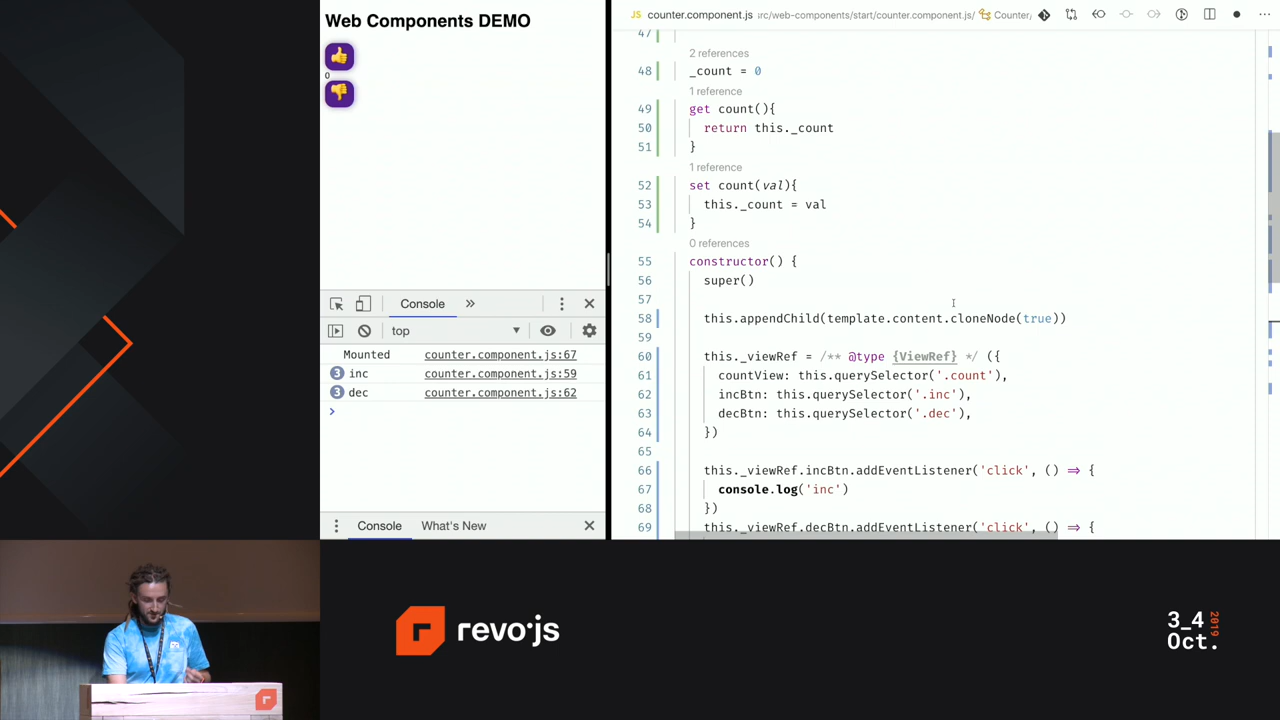 Web Components DEMO
0
Console
top
Mounted counter.component.js:67
3 inc counter.component.js:59
3 dec counter.component.js:62
Console What's New
JS counter.component.js rc/web-components/start/counter.component.js/ Counter
47
2 references
48 _count = 0
1 reference
49 get count(){
50 return this._count
51 }
1 reference
52 set count(val){
53 this._count = val
54 }
0 references
55 constructor() {
56 super()
57
58 this.appendChild(template.content.cloneNode(true))
59
60 this._viewRef = /** @type {ViewRef} */ ({
61 countView: this.querySelector('.count'),
62 incBtn: this.querySelector('.inc'),
63 decBtn: this.querySelector('.dec'),
64 })
65
66 this._viewRef.incBtn.addEventListener('click', () => {
67 console.log('inc')
68 })
69 this._viewRef.decBtn.addEventListener('click', () => {
r revo.js
3_4 2019
Oct.
r